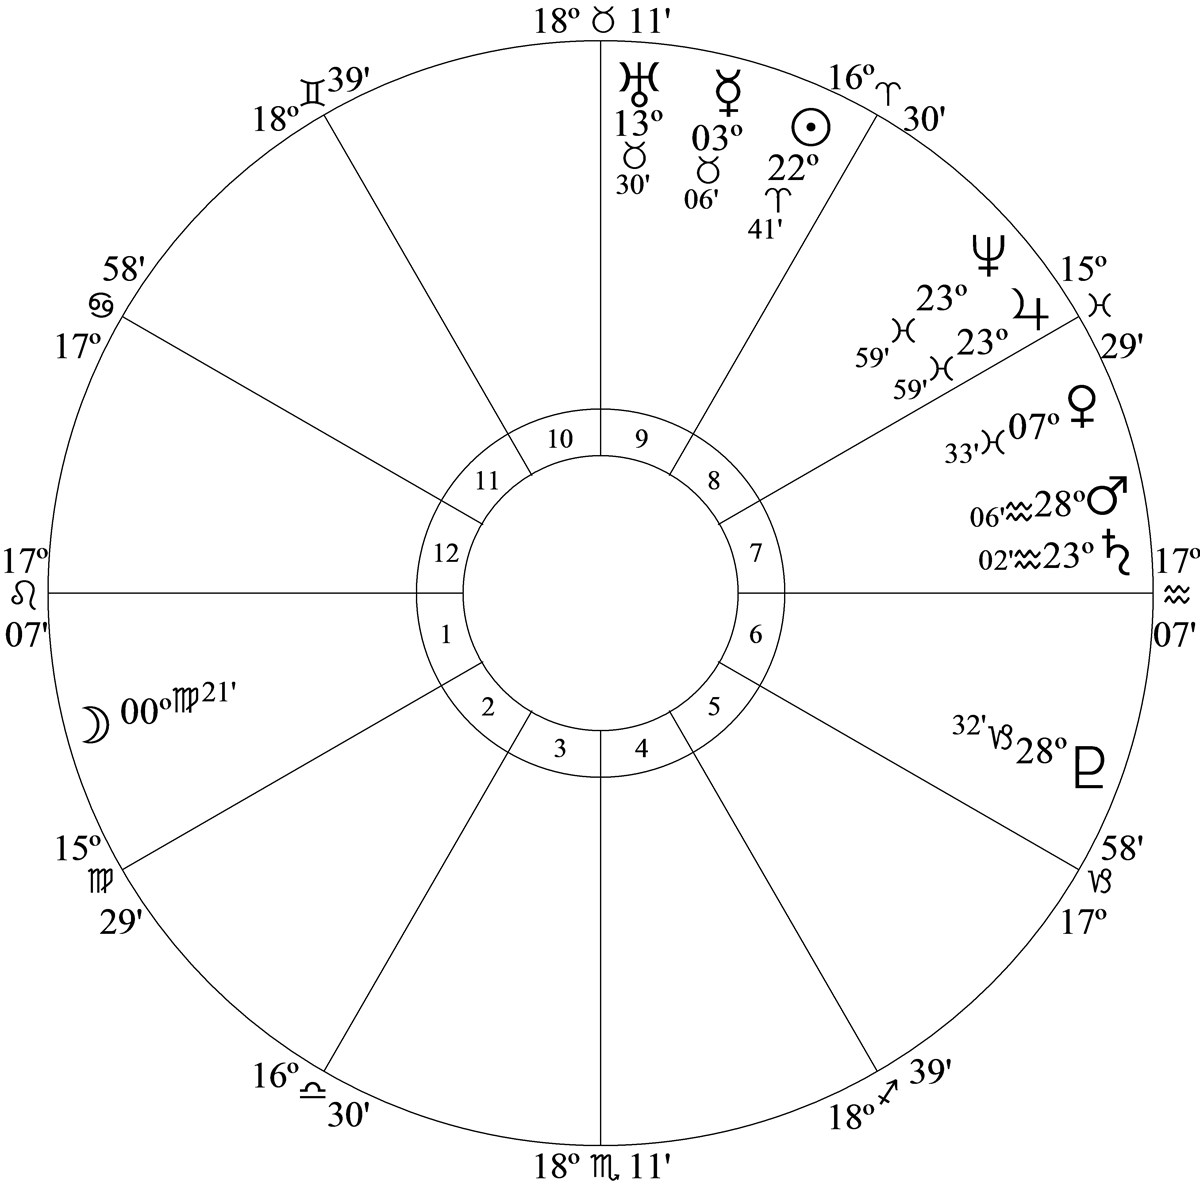 18º ♉ 11'
♊ 39'
18º
16º ♈
30'
♅
13º
♉
30'
☿
03º
♉
06'
☉
22º
♈
41'
58'
♋
17º
♆
23º
♓
59'
♃
23º
♓
59'
15º
♓
29'
33' ♓ 07º ♀
06' ♒ 28º ♂
02' ♒ 23º ♄
10 9
11 8
12 7
1 6
2 5
3 4
17º
♌
07'
17º
♒
07'
☽ 00º ♍ 21'
32' ♑ 28º ♇
15º
♍
29'
58'
♑
17º
16º ♎
30'
39'
18º ♐
18º ♏ 11'